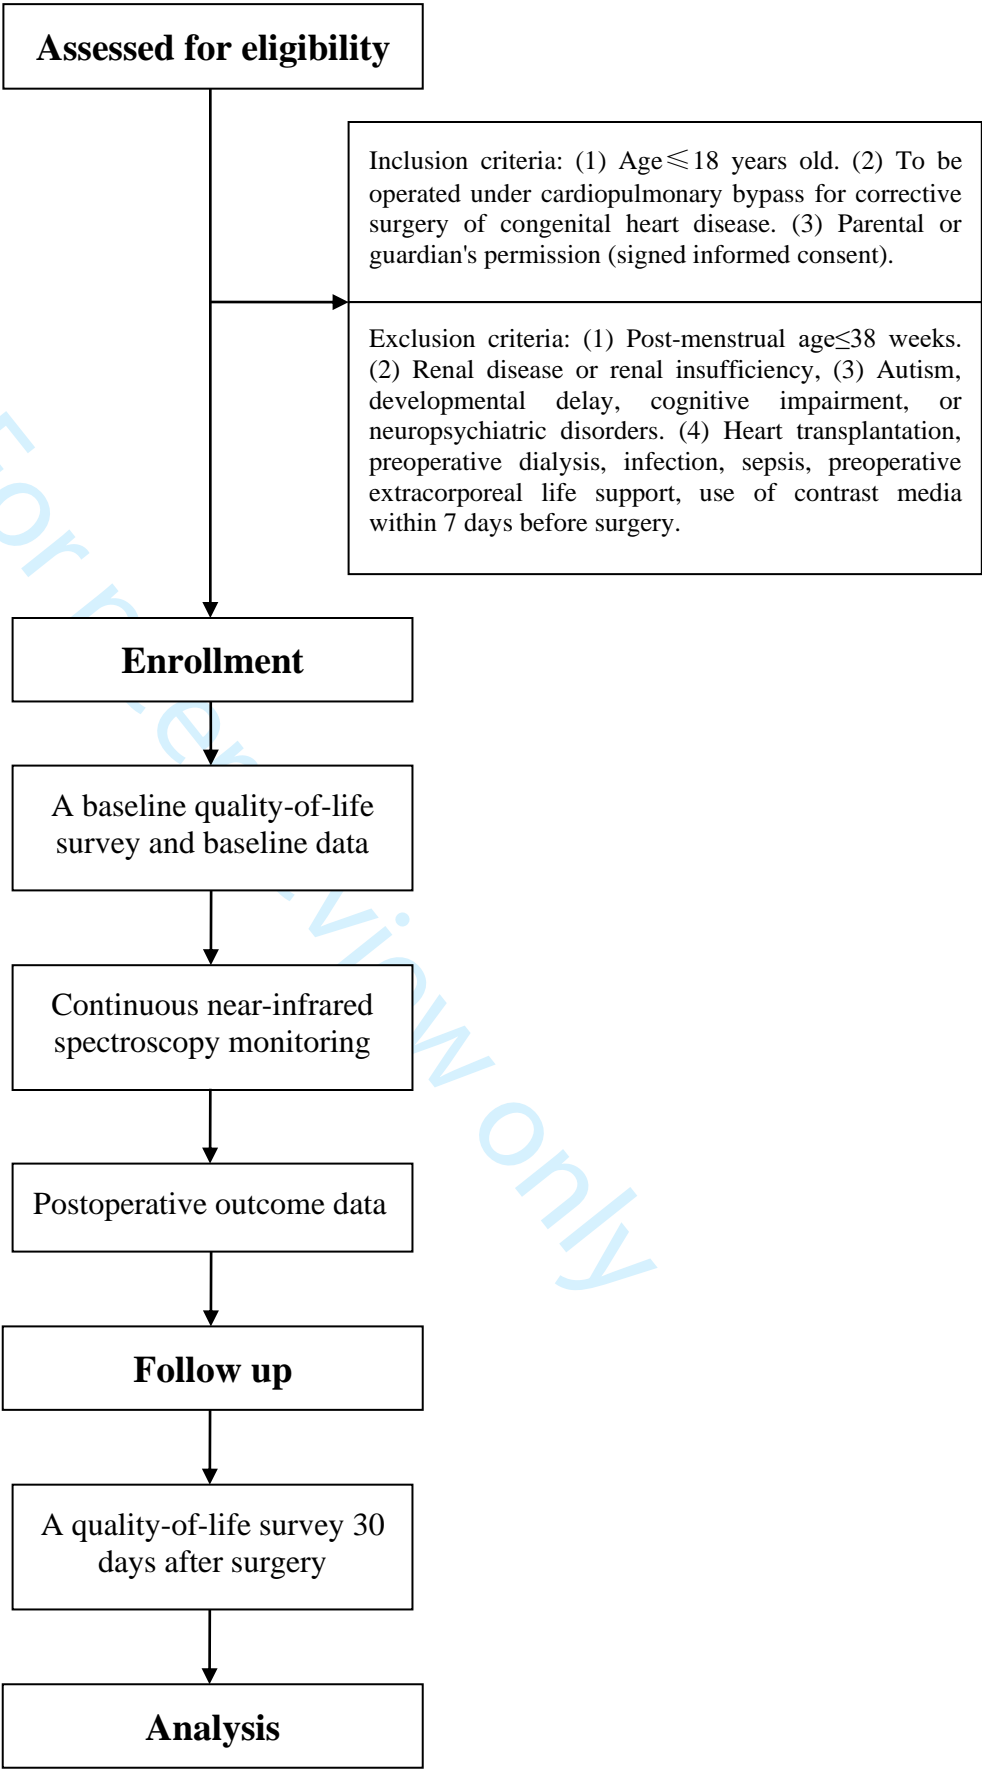 Assessed for eligibility
Inclusion criteria: (1) Age≤18 years old. (2) To be
operated under cardiopulmonary bypass for corrective
surgery of congenital heart disease. (3) Parental or
guardian's permission (signed informed consent).
Exclusion criteria: (1) Post-menstrual age≤38 weeks.
(2) Renal disease or renal insufficiency, (3) Autism,
developmental delay, cognitive impairment, or
neuropsychiatric disorders. (4) Heart transplantation,
preoperative dialysis, infection, sepsis, preoperative
extracorporeal life support, use of contrast media
within 7 days before surgery.
Enrollment
A baseline quality-of-life
survey and baseline data
Continuous near-infrared
spectroscopy monitoring
Postoperative outcome data
Follow up
A quality-of-life survey 30
days after surgery
Analysis
For peer review only